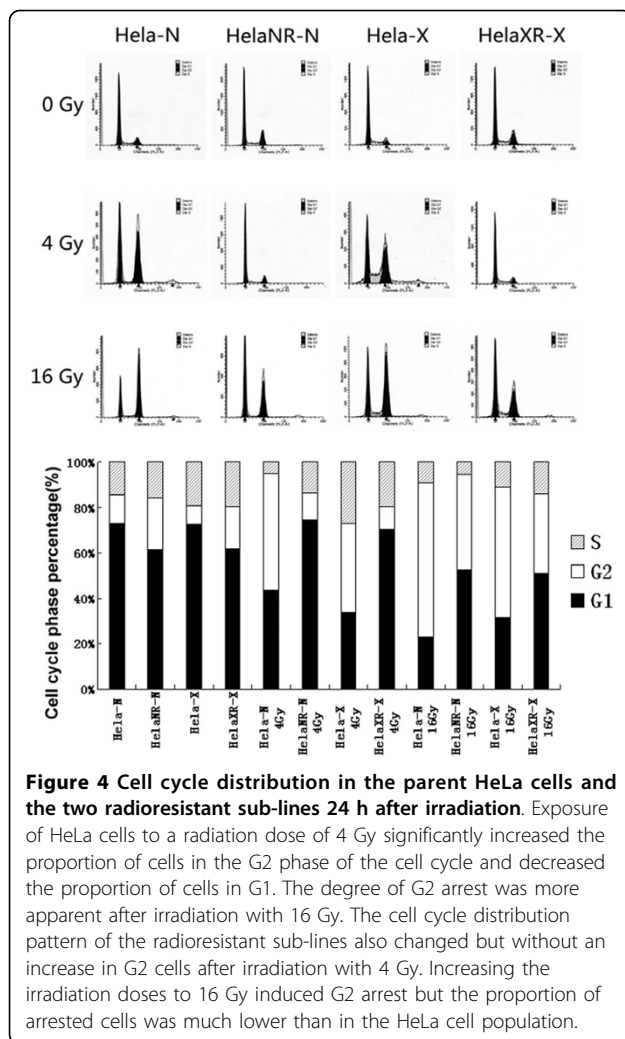 Hela-N HelaNR-N Hela-X HelaXR-X
0 Gy
4 Gy
16 Gy
Cell cycle phase percentage(%)
100%
80%
60%
40%
20%
0%
S
G2
G1
Hela-N
HelaNR-N
Hela-X
HelaXR-X
Hela-N 4Gy
HelaNR-N 4Gy
Hela-X 4Gy
HelaXR-X 4Gy
Hela-N 16Gy
HelaNR-N 16Gy
Hela-X 16Gy
HelaXR-X 16Gy
Figure 4 Cell cycle distribution in the parent HeLa cells and
the two radioresistant sub-lines 24 h after irradiation. Exposure
of HeLa cells to a radiation dose of 4 Gy significantly increased the
proportion of cells in the G2 phase of the cell cycle and decreased
the proportion of cells in G1. The degree of G2 arrest was more
apparent after irradiation with 16 Gy. The cell cycle distribution
pattern of the radioresistant sub-lines also changed but without an
increase in G2 cells after irradiation with 4 Gy. Increasing the
irradiation doses to 16 Gy induced G2 arrest but the proportion of
arrested cells was much lower than in the HeLa cell population.